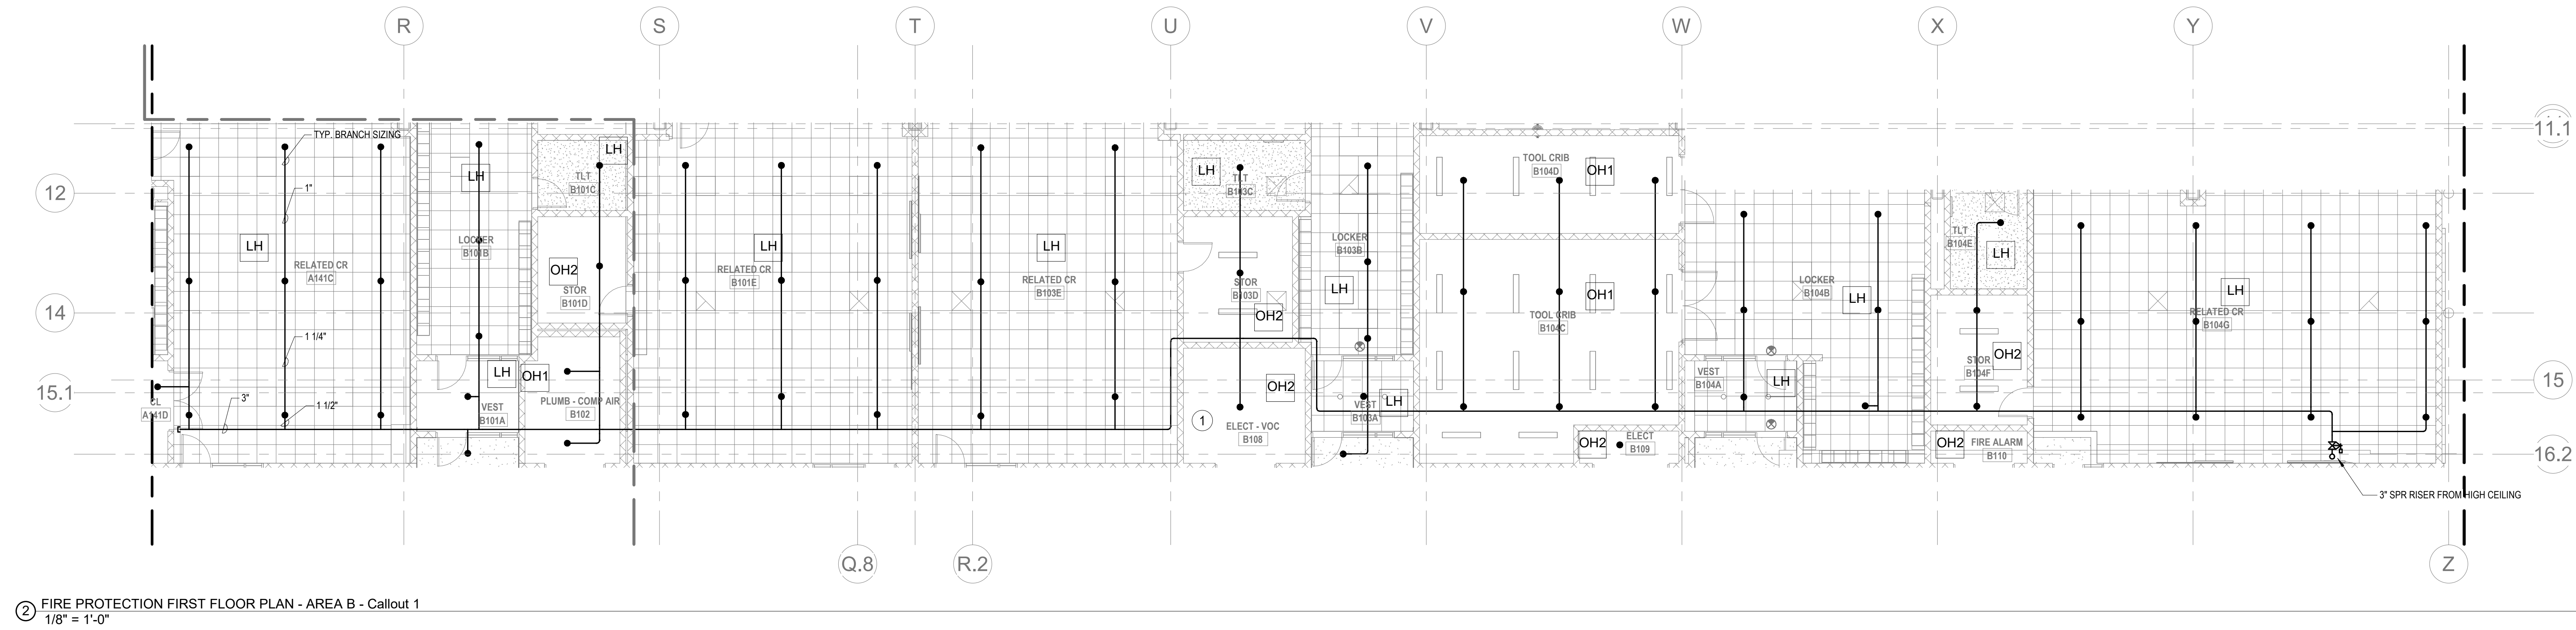 R
S
T
U
V
W
X
Y
11.1
TYP. BRANCH SIZING
LH
LH
TOOL CRIB
B104D
OH1
LH
TLT
B101C
LH
TLT
B103C
12
1"
LH
RELATED CR
A141C
LOCKER
B101B
LH
RELATED CR
B101E
LH
RELATED CR
B103E
LOCKER
B103B
TLT
B104E
LH
OH2
STOR
B101D
STOR
B103D
LH
OH1
LOCKER
B104B
LH
LH
RELATED CR
B104G
14
OH2
TOOL CRIB
B104C
1 1/4"
LH
OH1
OH2
VEST
B104A
LH
OH2
STOR
B104F
15
15.1
CL
A141D
3"
1 1/2"
VEST
B101A
PLUMB - COMP AIR
B102
VEST
B103A
LH
1
ELECT - VOC
B108
OH2
ELECT
B109
OH2
FIRE ALARM
B110
16.2
3" SPR RISER FROM HIGH CEILING
Q.8
R.2
Z
2
FIRE PROTECTION FIRST FLOOR PLAN - AREA B - Callout 1
1/8" = 1'-0"